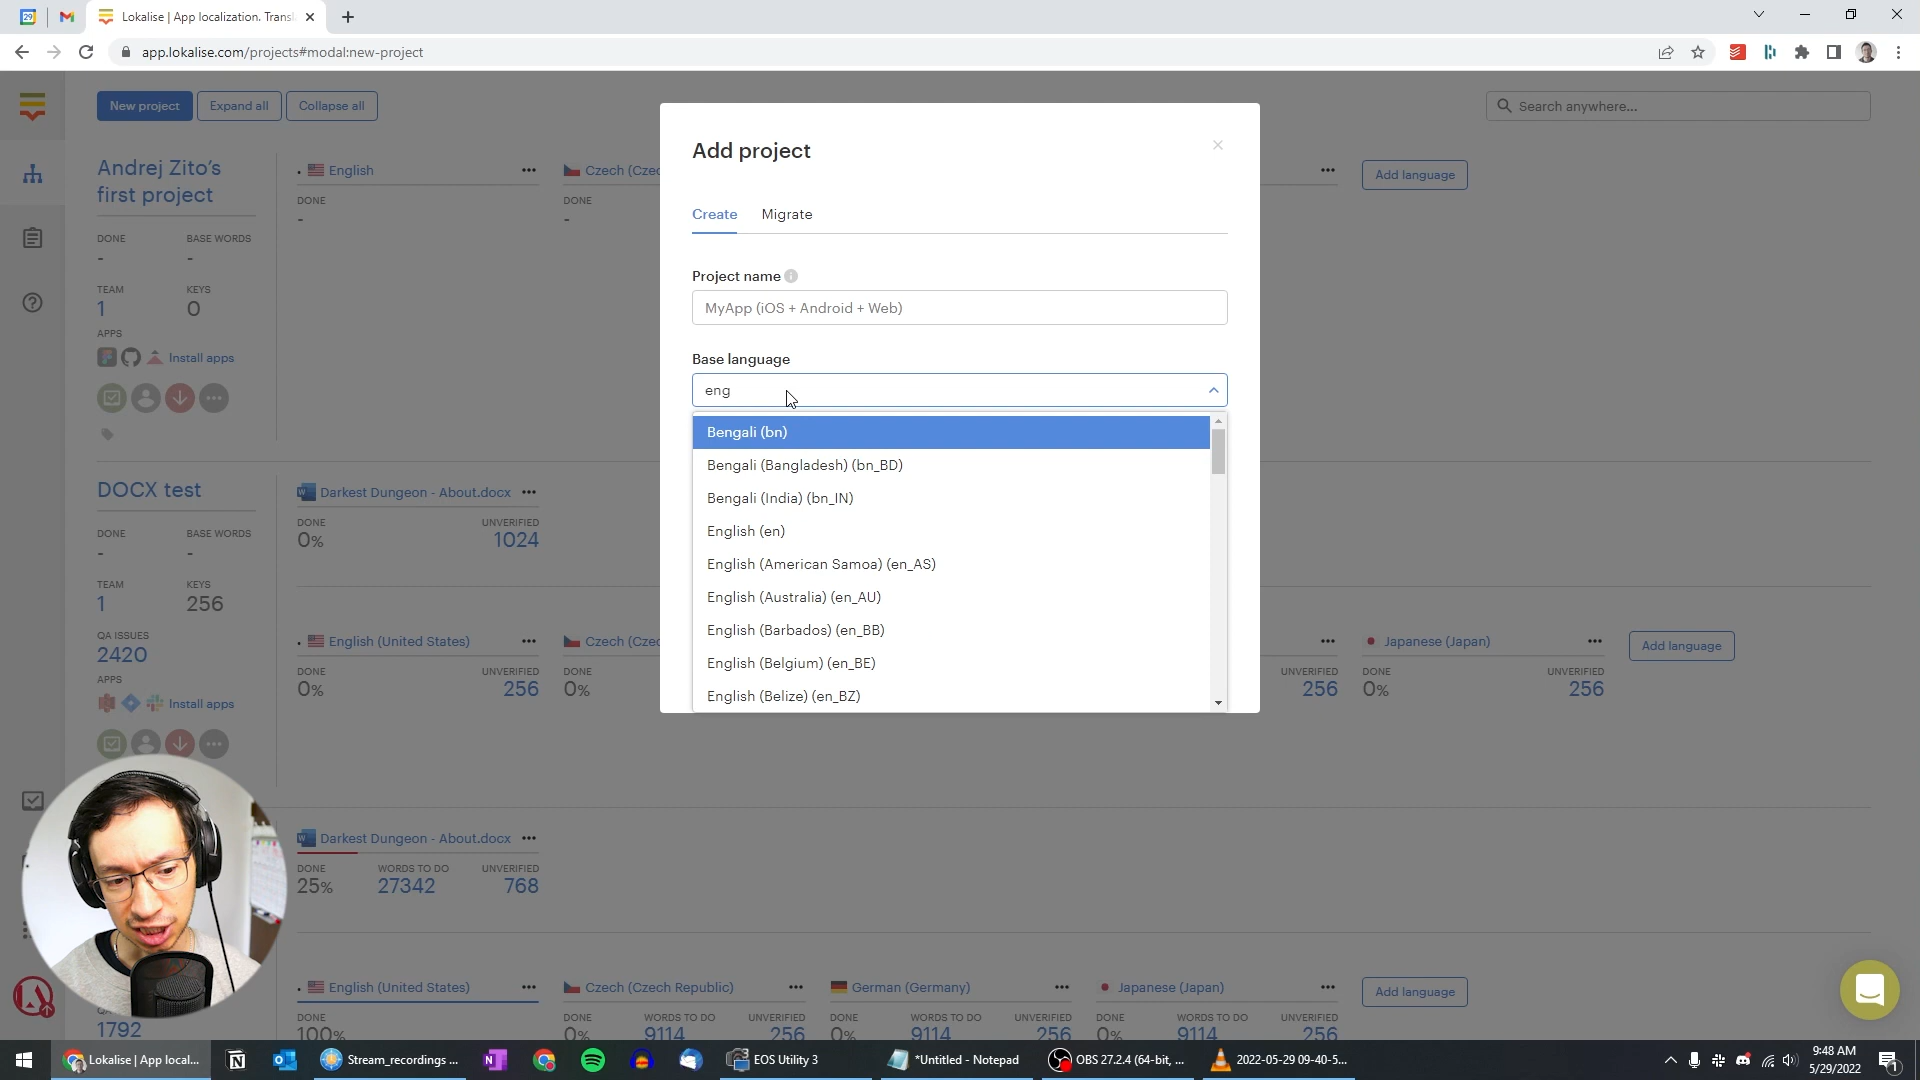 29
Lokalise | App localization. Transl
app.lokalise.com/projects#modal:new-project
New project
Expand all
Collapse all
Search anywhere...
Add project
Create
Migrate
Project name
MyApp (iOS + Android + Web)
Base language
eng
Bengali (bn)
Bengali (Bangladesh) (bn_BD)
Bengali (India) (bn_IN)
English (en)
English (American Samoa) (en_AS)
English (Australia) (en_AU)
English (Barbados) (en_BB)
English (Belgium) (en_BE)
English (Belize) (en_BZ)
Andrej Zito's
first project
DONE
BASE WORDS
-
-
TEAM
KEYS
1
0
APPS
Install apps
English
DONE
-
Czech (Czec
DONE
-
Add language
DOCX test
DONE
BASE WORDS
-
-
TEAM
KEYS
1
256
QA ISSUES
2420
APPS
Install apps
Darkest Dungeon - About.docx
DONE
UNVERIFIED
0%
1024
English (United States)
DONE
UNVERIFIED
0%
256
Czech (Czec
DONE
0%
UNVERIFIED
256
Japanese (Japan)
DONE
UNVERIFIED
0%
256
Add language
Darkest Dungeon - About.docx
DONE
WORDS TO DO
UNVERIFIED
25%
27342
768
1792
English (United States)
DONE
100%
Czech (Czech Republic)
DONE
WORDS TO DO
UNVERIFIED
0%
9114
256
German (Germany)
DONE
WORDS TO DO
UNVERIFIED
0%
9114
256
Japanese (Japan)
DONE
WORDS TO DO
UNVERIFIED
0%
9114
256
Add language
Lokalise | App local...
Stream_recordings ...
EOS Utility 3
*Untitled - Notepad
OBS 27.2.4 (64-bit, ...
2022-05-29 09-40-5...
9:48 AM
5/29/2022
1